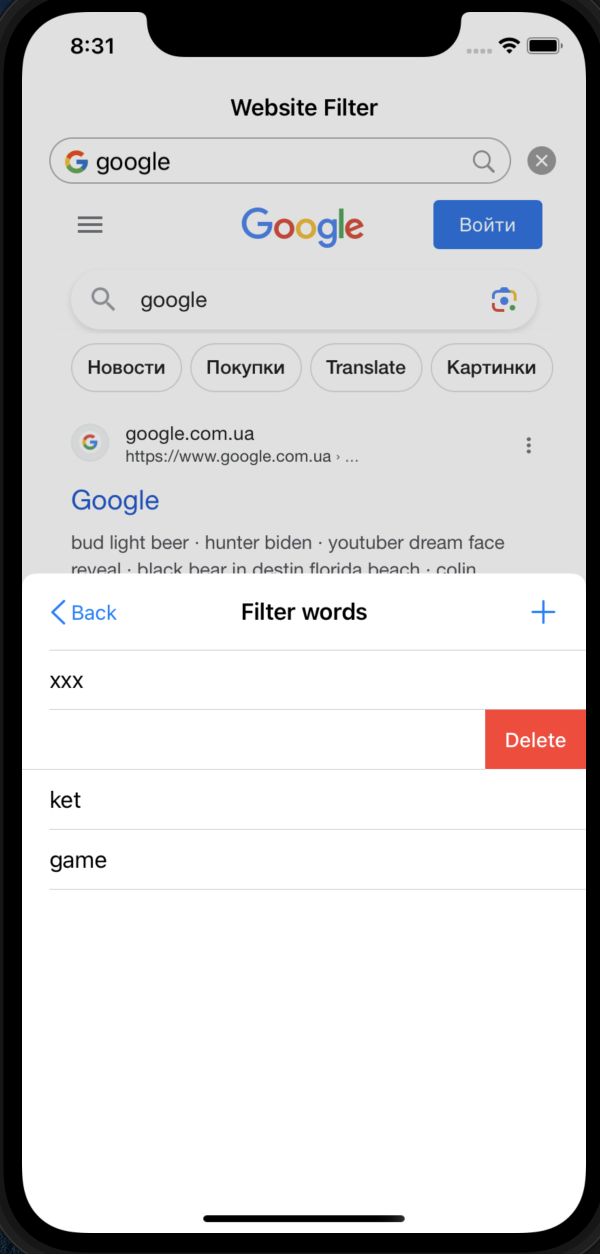 8:31
Website Filter
google
Google
Войти
google
Новости
Покупки
Translate
Картинки
google.com.ua
https://www.google.com.ua › ...
Google
bud light beer · hunter biden · youtuber dream face
reveal · black bear in destin florida beach · colin
Back
Filter words
xxx
Delete
ket
game